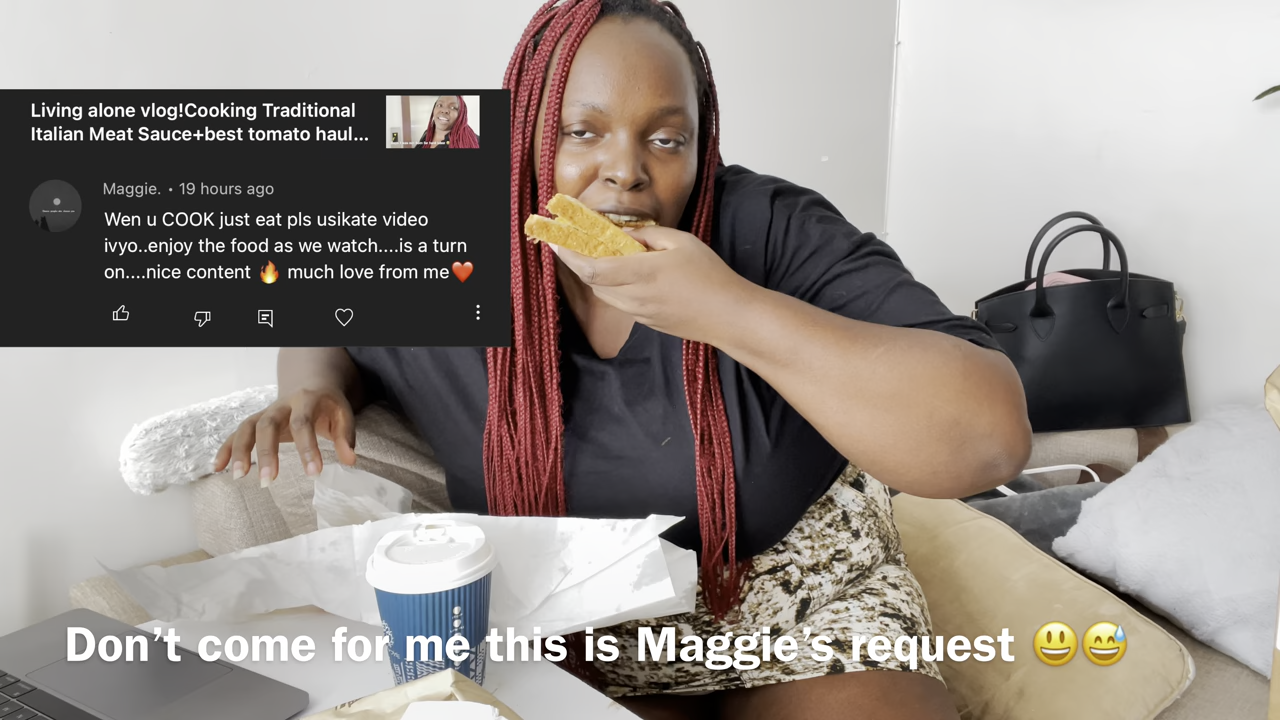 Living alone vlog!Cooking Traditional
Italian Meat Sauce+best tomato haul...
Maggie. • 19 hours ago
Wen u COOK just eat pls usikate video
ivyo..enjoy the food as we watch....is a turn
on....nice content 🔥 much love from me❤️
Don't come for me this is Maggie's request 😃😅